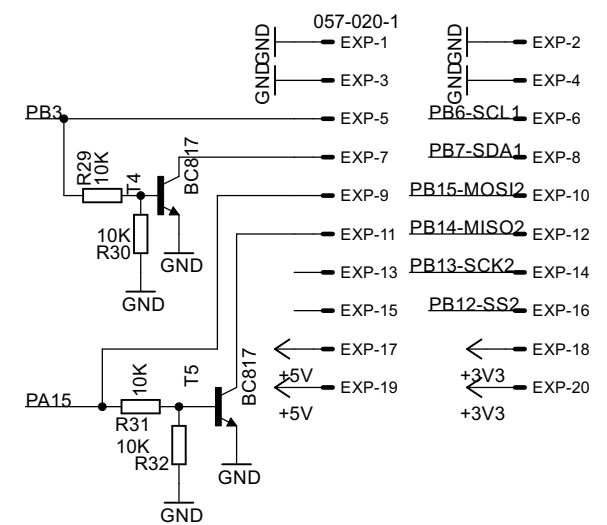 057-020-1
GND EXP-1 GND EXP-2
GND EXP-3 GND EXP-4
PB3 EXP-5 PB6-SCL1 EXP-6
EXP-7 PB7-SDA1 EXP-8
R29 10K T4 BC817
EXP-9 PB15-MOSI2 EXP-10
10K
R30
EXP-11 PB14-MISO2 EXP-12
GND
GND
EXP-13 PB13-SCK2 EXP-14
EXP-15 PB12-SS2 EXP-16
EXP-17 EXP-18
+5V +3V3
EXP-19 EXP-20
+5V +3V3
PA15 10K T5 BC817
R31
10K
R32
GND
GND